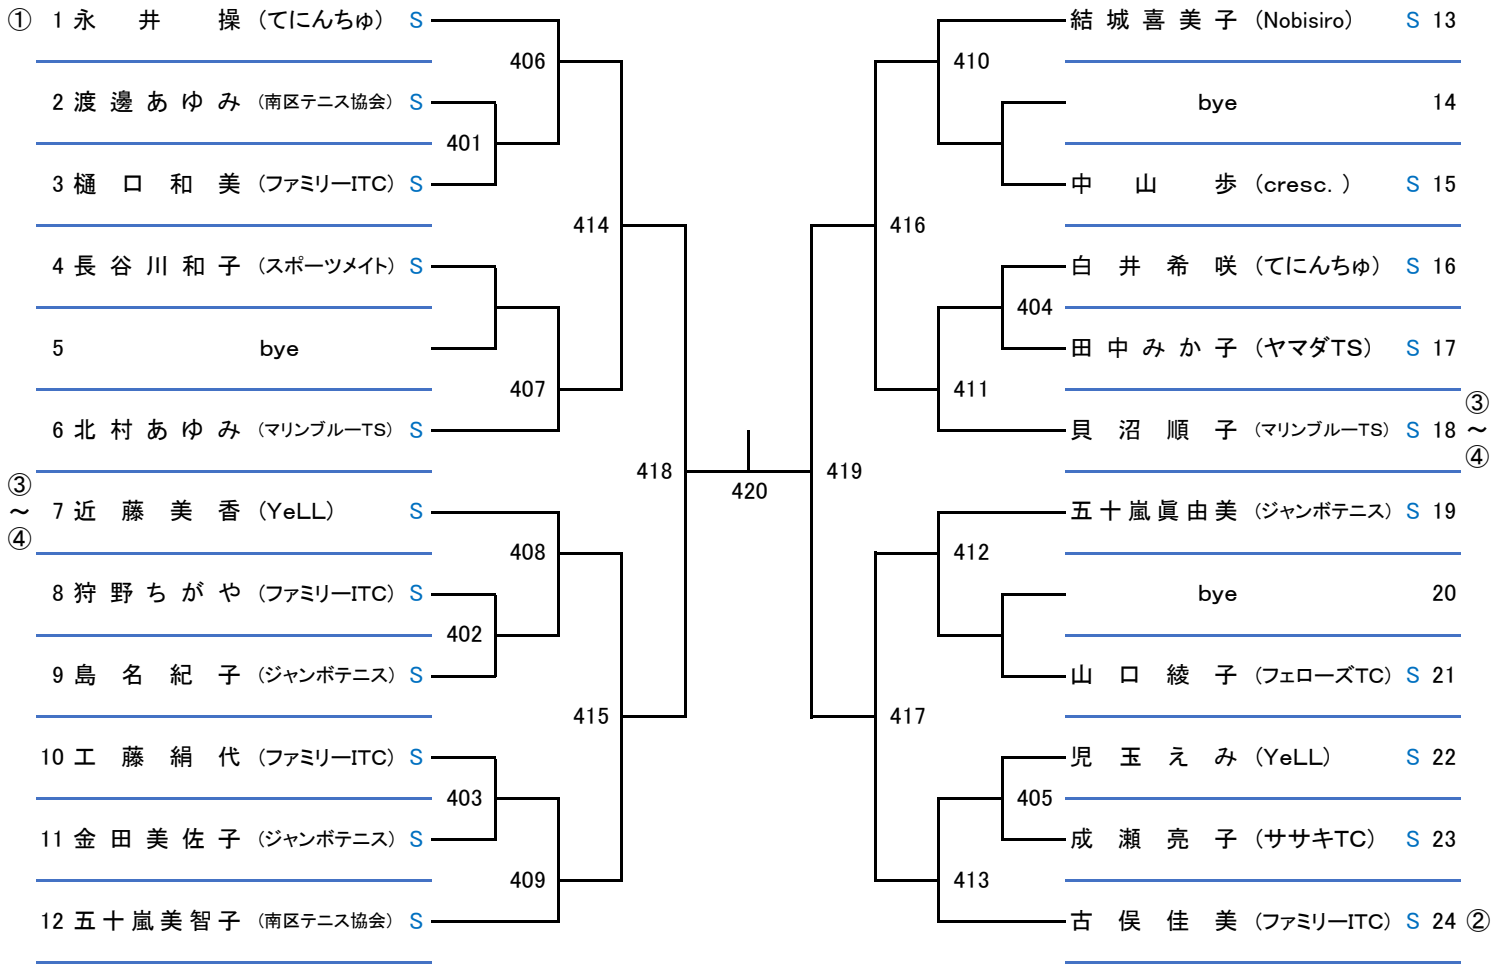 ① 1 永井操 (てにんちゅ) S
406
2 渡邊あゆみ (南区テニス協会) S
401
3 樋口和美 (ファミリーITC) S
414
4 長谷川和子 (スポーツメイト) S
5 bye
407
6 北村あゆみ (マリンブルーTS) S
418
③～④ 7 近藤美香 (YeLL) S
408
8 狩野ちがや (ファミリーITC) S
402
9 島名紀子 (ジャンボテニス) S
415
10 工藤絹代 (ファミリーITC) S
403
11 金田美佐子 (ジャンボテニス) S
409
12 五十嵐美智子 (南区テニス協会) S
420
結城喜美子 (Nobisiro) S 13
410
bye 14
中山歩 (cresc.) S 15
416
白井希咲 (てにんちゅ) S 16
404
田中みか子 (ヤマダTS) S 17
411
貝沼順子 (マリンブルーTS) S 18 ③～④
419
五十嵐眞由美 (ジャンボテニス) S 19
412
bye 20
山口綾子 (フェローズTC) S 21
417
児玉えみ (YeLL) S 22
405
成瀬亮子 (ササキTC) S 23
413
古俣佳美 (ファミリーITC) S 24 ②